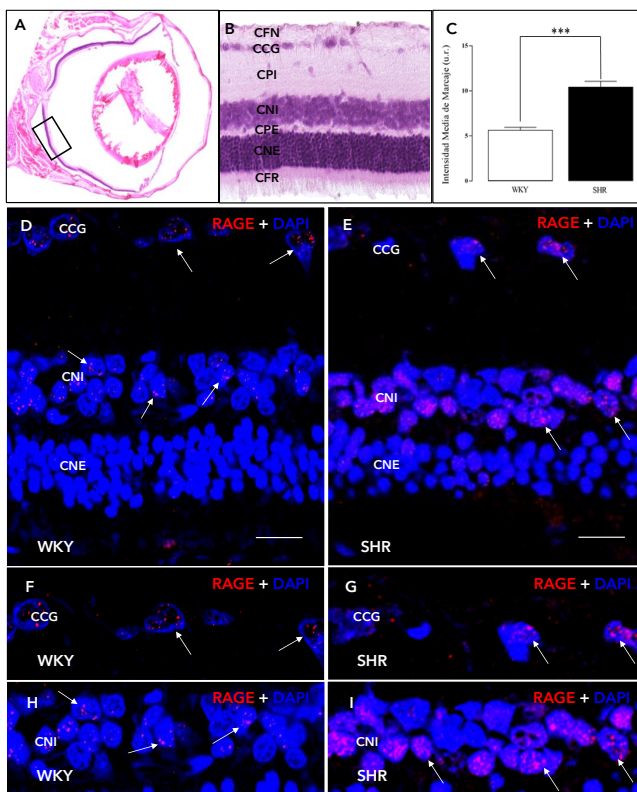 A
B
CFN
CCG
CPI
CNI
CPE
CNE
CFR
C
Intensidad Media de Marcaje (u.r.)
***
15
10
5
0
WKY
SHR
D
RAGE + DAPI
CCG
CNI
CNE
WKY
E
RAGE + DAPI
CCG
CNI
CNE
SHR
F
RAGE + DAPI
CCG
WKY
G
RAGE + DAPI
CCG
SHR
H
RAGE + DAPI
CNI
WKY
I
RAGE + DAPI
CNI
SHR